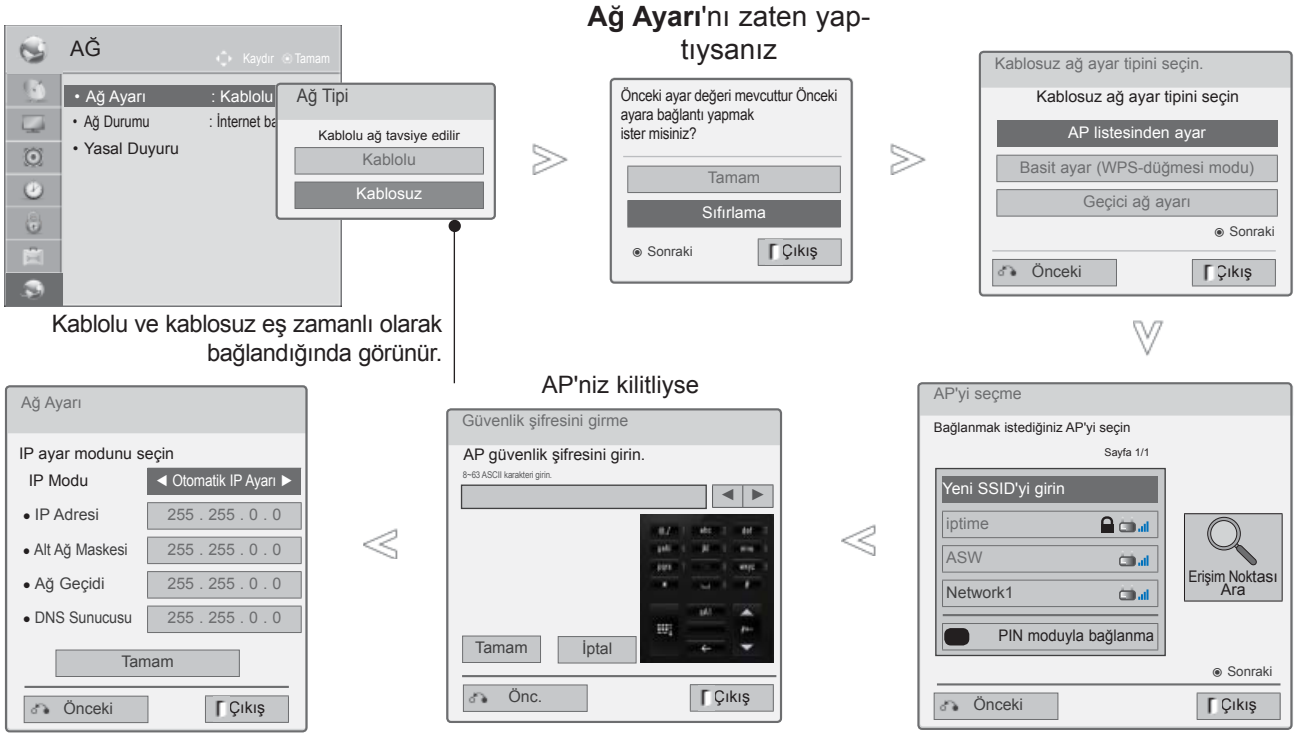 Ağ Ayarı'nı zaten yap-
tıysanız
AĞ
Kaydır Tamam
• Ağ Ayarı : Kablolu
• Ağ Durumu : İnternet ba
• Yasal Duyuru
Ağ Tipi
Kablolu ağ tavsiye edilir
Kablolu
Kablosuz
Kablolu ve kablosuz eş zamanlı olarak
bağlandığında görünür.
Önceki ayar değeri mevcuttur Önceki
ayara bağlantı yapmak
ister misiniz?
Tamam
Sıfırlama
Sonraki
Çıkış
Kablosuz ağ ayar tipini seçin.
Kablosuz ağ ayar tipini seçin
AP listesinden ayar
Basit ayar (WPS-düğmesi modu)
Geçici ağ ayarı
Sonraki
Önceki
Çıkış
AP'yi seçme
Bağlanmak istediğiniz AP'yi seçin
Sayfa 1/1
Yeni SSID'yi girin
iptime
ASW
Network1
PIN moduyla bağlanma
Erişim Noktası
Ara
Sonraki
Önceki
Çıkış
AP'niz kilitliyse
Güvenlik şifresini girme
AP güvenlik şifresini girin.
8~63 ASCII karakteri girin.
Tamam
İptal
Önc.
Çıkış
Ağ Ayarı
IP ayar modunu seçin
IP Modu ◄ Otomatik IP Ayarı ►
• IP Adresi 255 . 255 . 0 . 0
• Alt Ağ Maskesi 255 . 255 . 0 . 0
• Ağ Geçidi 255 . 255 . 0 . 0
• DNS Sunucusu 255 . 255 . 0 . 0
Tamam
Önceki
Çıkış